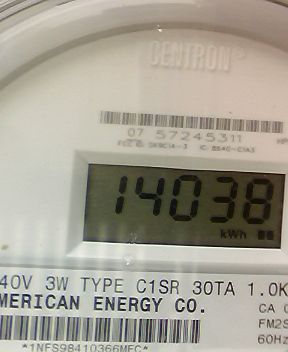 CENTRON®
07 57245311
14038
kWh
40V 3W TYPE C1SR 30TA 1.0K
MERICAN ENERGY CO.
CA
FM2S
60Hz
*1NFS98410366MFC*